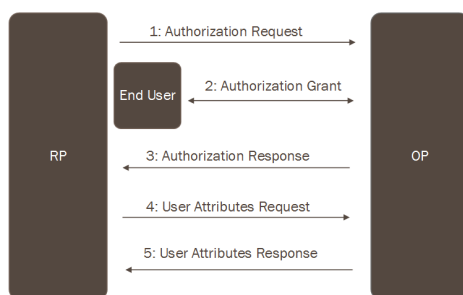 1: Authorization Request
End User
2: Authorization Grant
RP
3: Authorization Response
OP
4: User Attributes Request
5: User Attributes Response